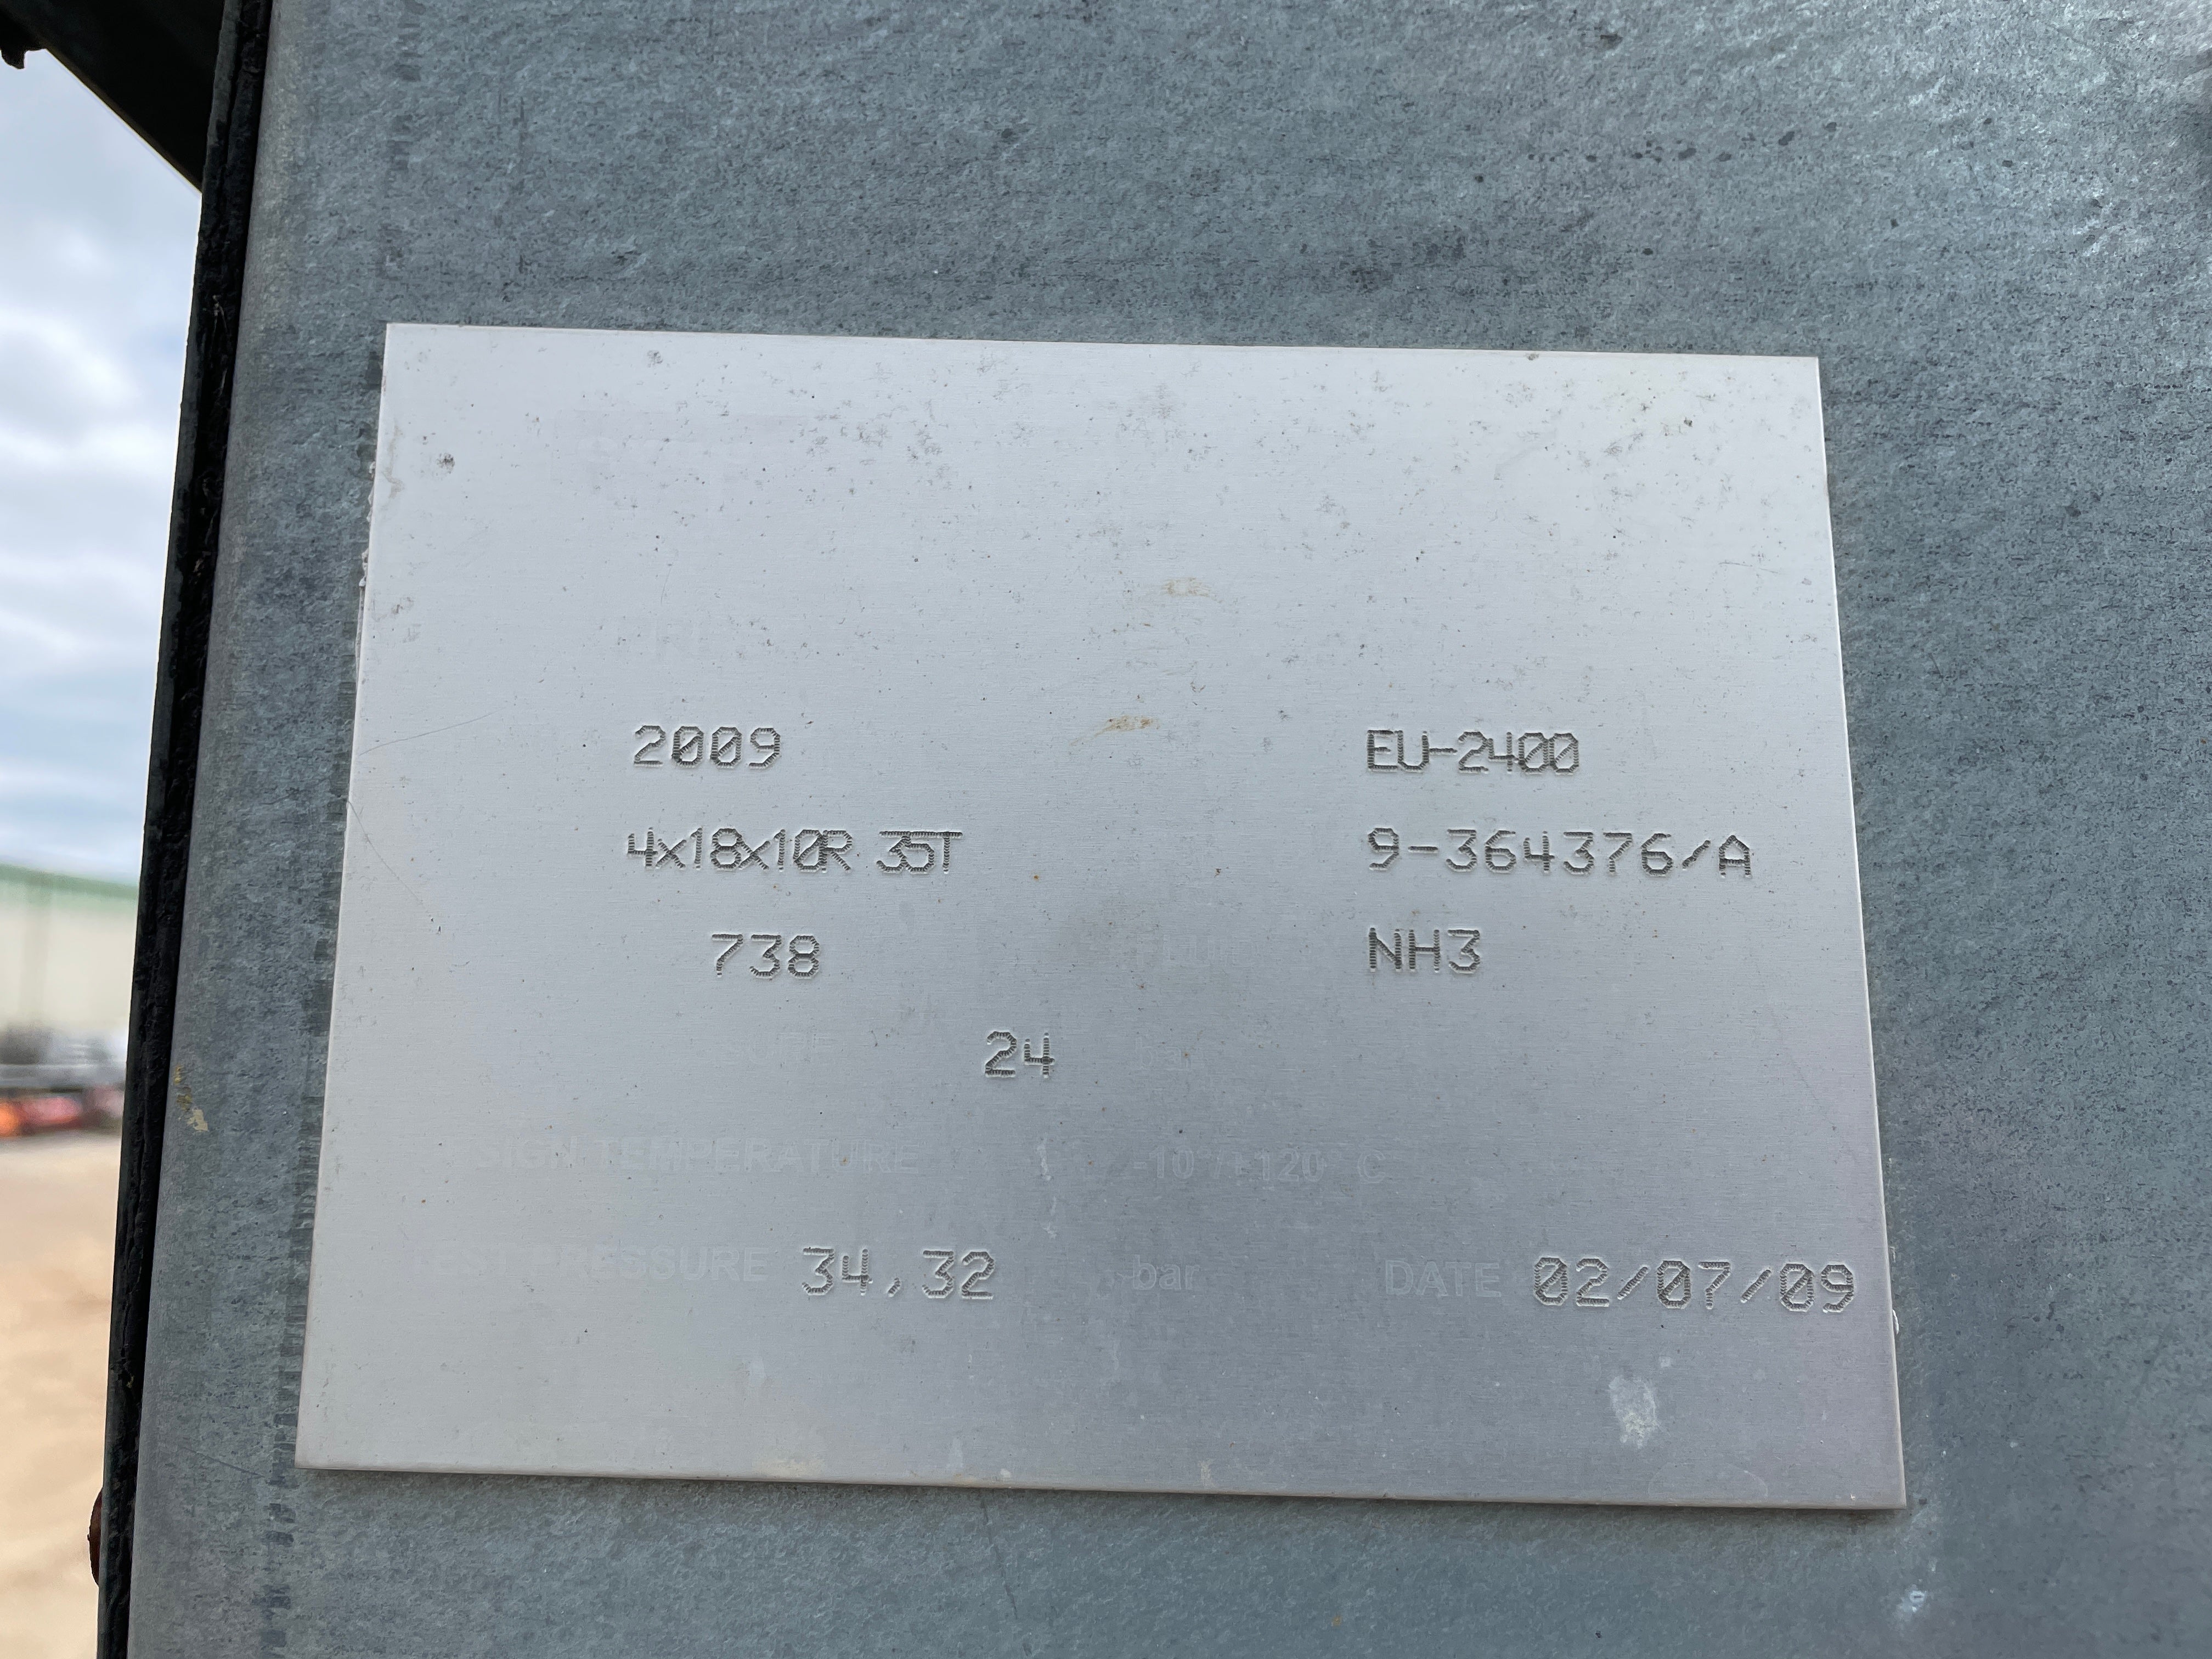 2009 EU-2400
4x18x10R 35T 9-364376/A
738 NH3
24 bar
DESIGN TEMPERATURE -10 /+120° C
TEST PRESSURE 34,32 bar DATE 02/07/09